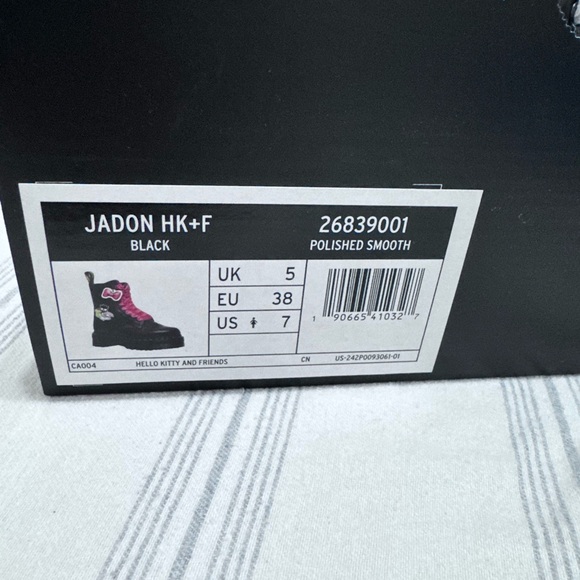 JADON HK+F 26839001
BLACK POLISHED SMOOTH
UK 5
EU 38
US 7
1 90665 41032 7
CA004 HELLO KITTY AND FRIENDS CN US-24ZP0093061-01